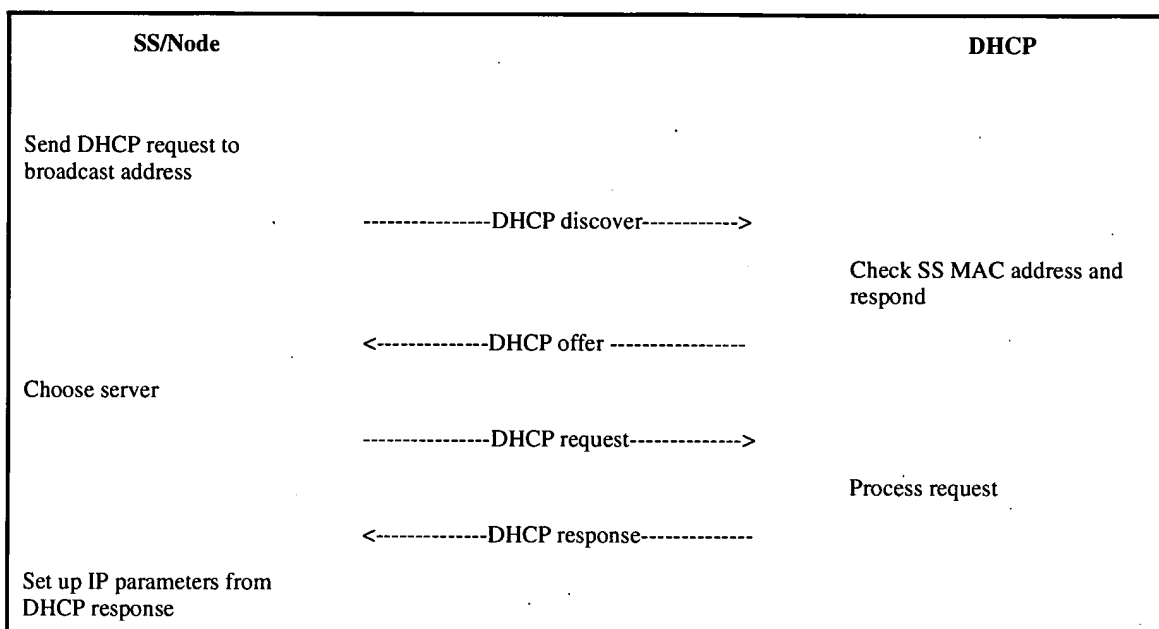 SS/Node DHCP
Send DHCP request to
broadcast address
----------------DHCP discover------------>
Check SS MAC address and
respond
<--------------DHCP offer -----------------
Choose server
----------------DHCP request-------------->
Process request
<--------------DHCP response--------------
Set up IP parameters from
DHCP response